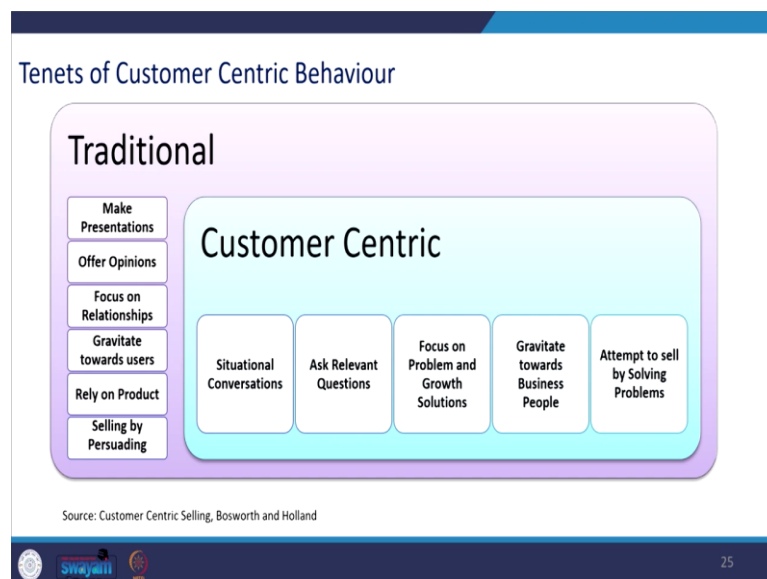 Tenets of Customer Centric Behaviour
Traditional
Make
Presentations
Offer Opinions
Focus on
Relationships
Gravitate
towards users
Rely on Product
Selling by
Persuading
Customer Centric
Situational
Conversations
Ask Relevant
Questions
Focus on
Problem and
Growth
Solutions
Gravitate
towards
Business
People
Attempt to sell
by Solving
Problems
Source: Customer Centric Selling, Bosworth and Holland
swayam
25